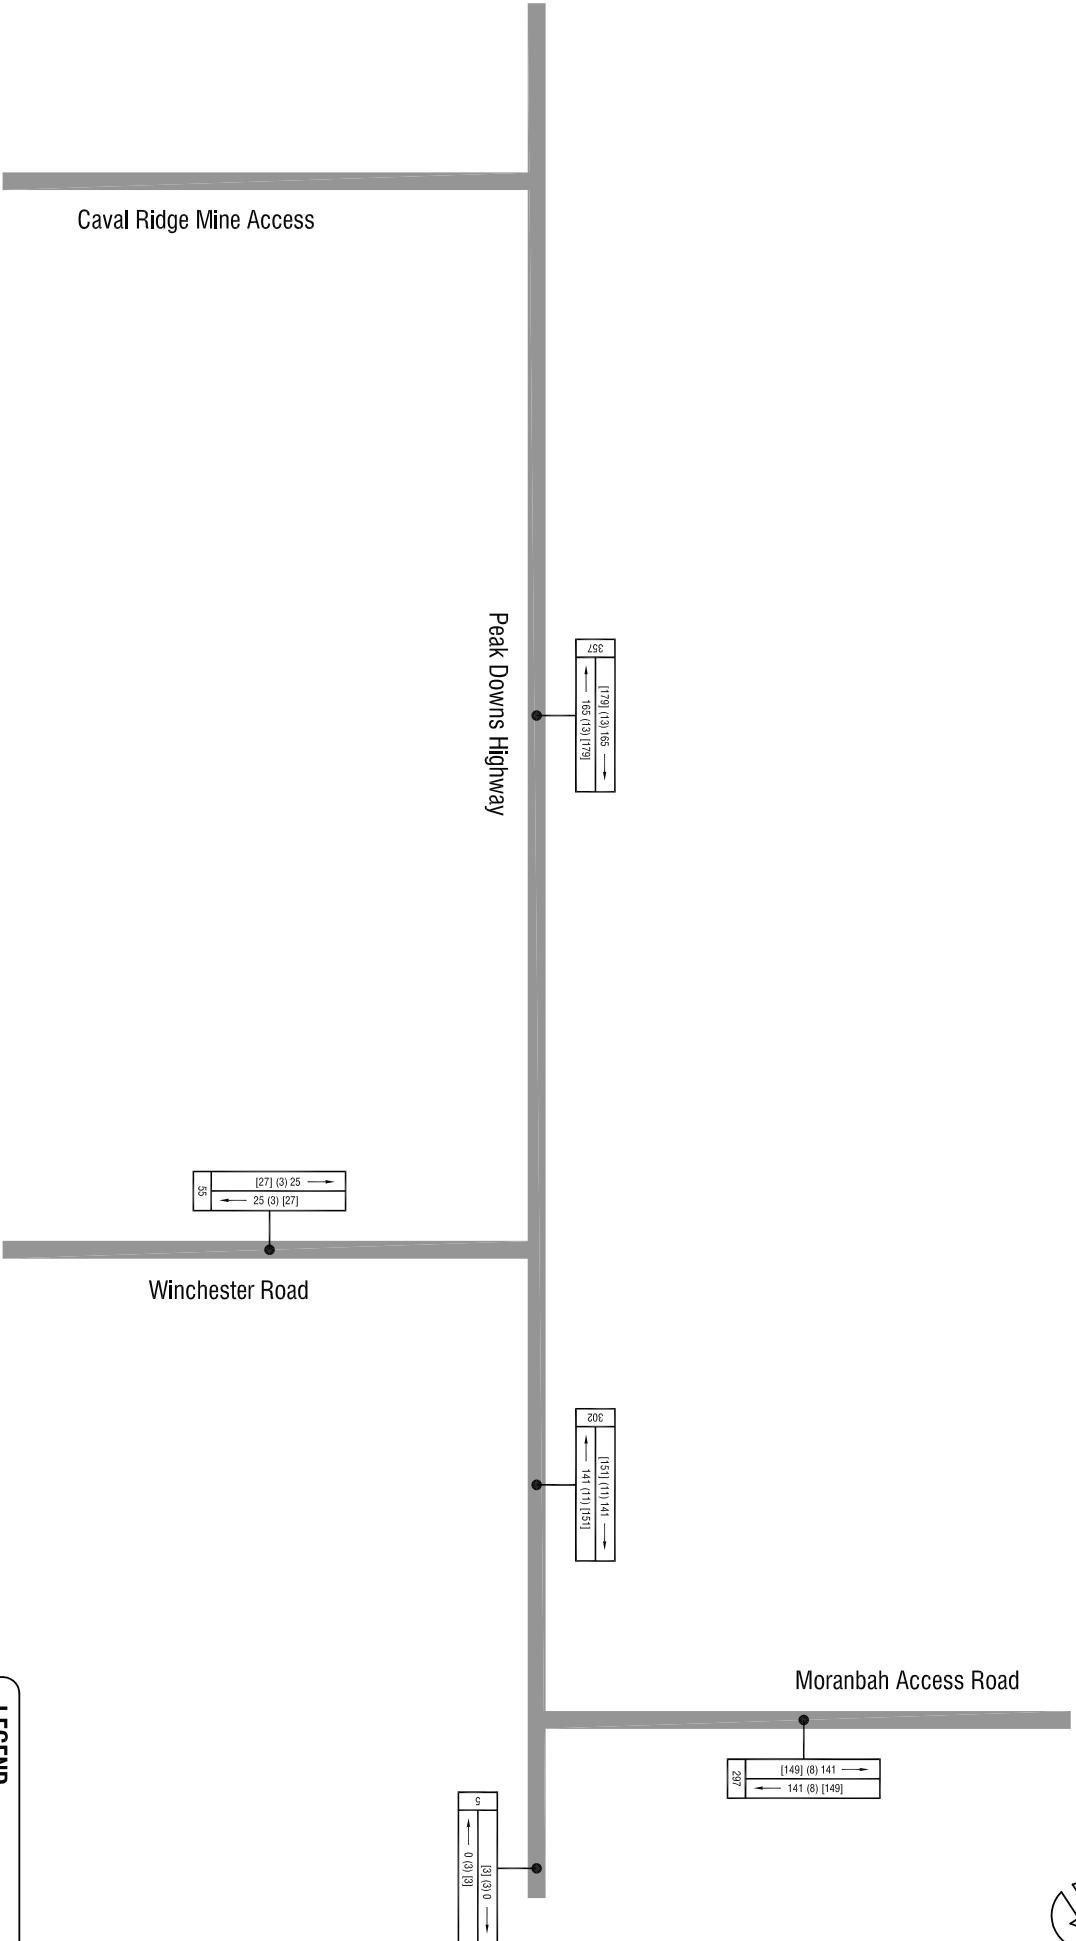 Caval Ridge Mine Access
Peak Downs Highway
357
[179] (13) 165
165 (13) [179]
55
[27] (3) 25
25 (3) [27]
Winchester Road
302
[151] (11) 141
141 (11) [151]
Moranbah Access Road
297
[149] (8) 141
141 (8) [149]
5
[3] (3) 0
0 (3) [3]
LEGEND